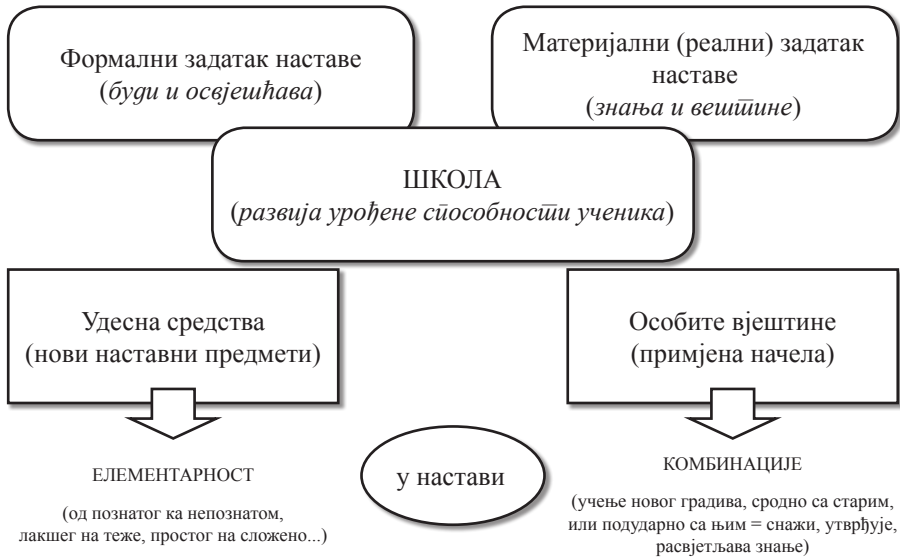 Формални задатак наставе
(буди и освјешћава)
Материјални (реални) задатак
наставе
(знања и вештине)
ШКОЛА
(развија урођене способности ученика)
Удесна средства
(нови наставни предмети)
Особите вјештине
(примјена начела)
ЕЛЕМЕНТАРНОСТ
(од познатог ка непознатом,
лакшег на теже, простог на сложено...)
у настави
КОМБИНАЦИЈЕ
(учење новог градива, сродно са старим,
или подударно са њим = снажи, утврђује,
расвјетљава знање)